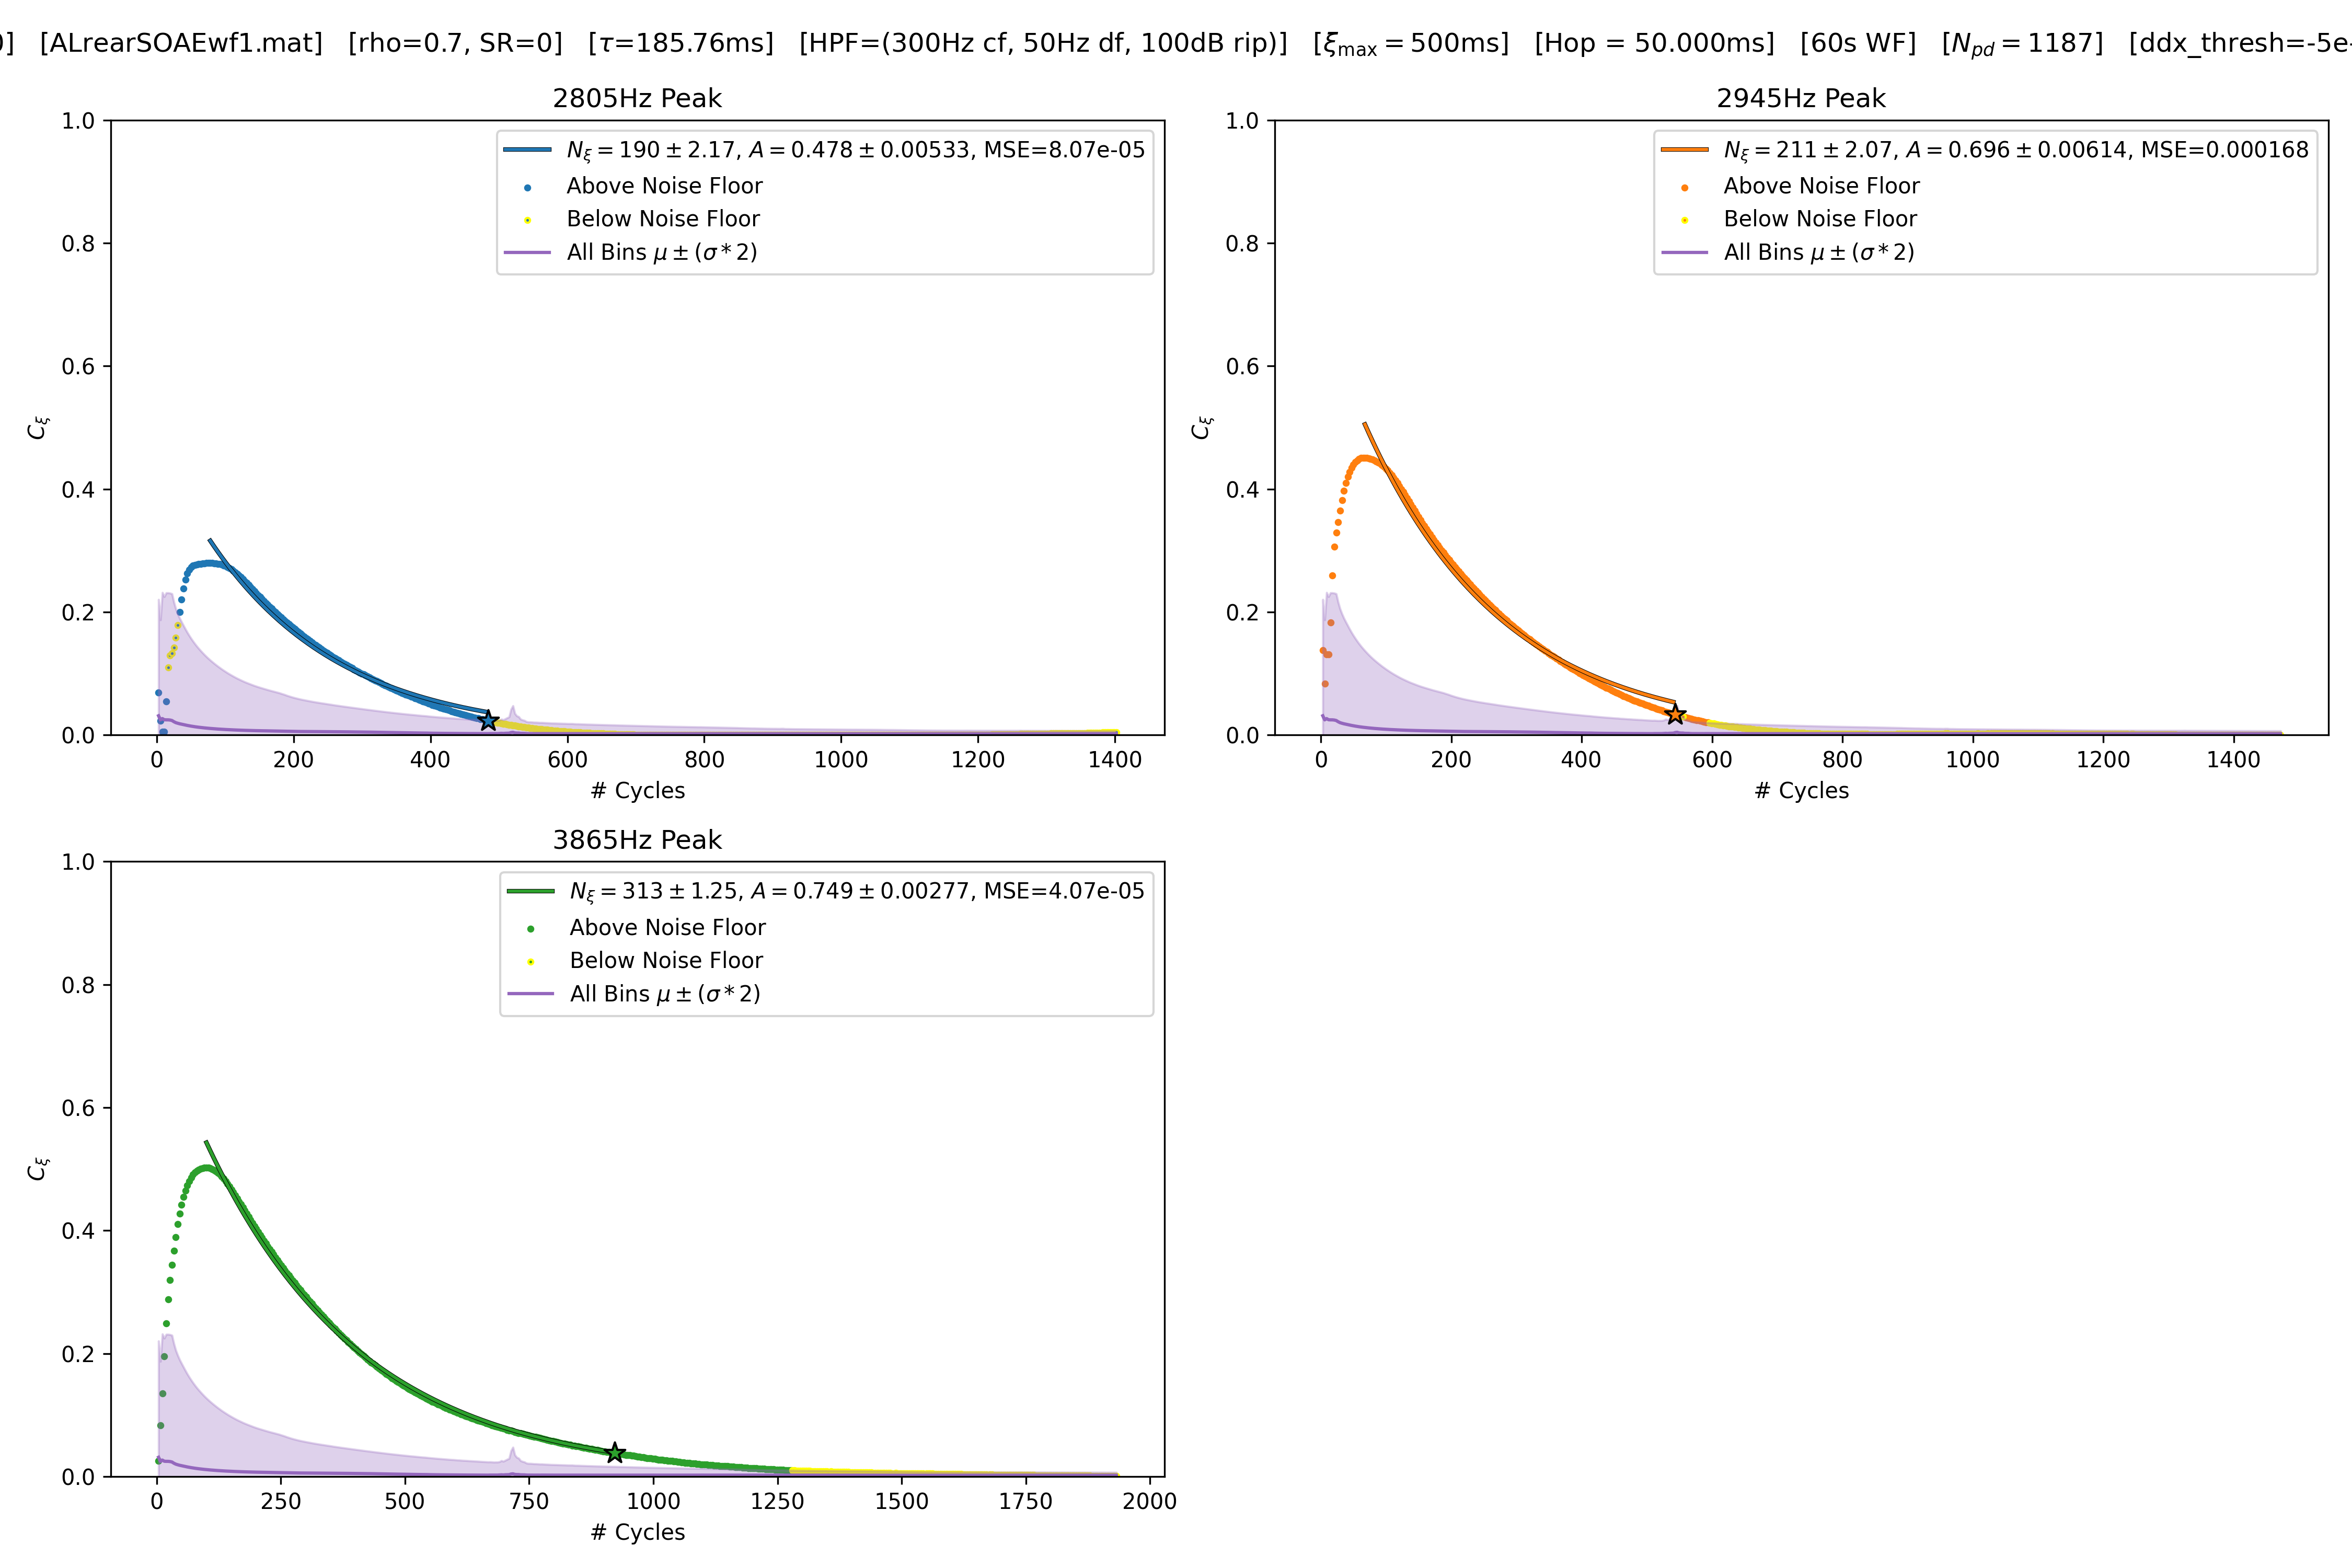 0] [ALrearSOAEwf1.mat] [rho=0.7, SR=0] [τ=185.76ms] [HPF=(300Hz cf, 50Hz df, 100dB rip)] [ξmax = 500ms] [Hop = 50.000ms] [60s WF] [Npd = 1187] [ddx_thresh=-5e-
2805Hz Peak
Nξ = 190 ± 2.17, A = 0.478 ± 0.00533, MSE=8.07e-05
Above Noise Floor
Below Noise Floor
All Bins μ ± (σ * 2)
1.0
0.8
0.6
0.4
0.2
0.0
Cξ
0 200 400 600 800 1000 1200 1400
# Cycles
2945Hz Peak
Nξ = 211 ± 2.07, A = 0.696 ± 0.00614, MSE=0.000168
Above Noise Floor
Below Noise Floor
All Bins μ ± (σ * 2)
1.0
0.8
0.6
0.4
0.2
0.0
Cξ
0 200 400 600 800 1000 1200 1400
# Cycles
3865Hz Peak
Nξ = 313 ± 1.25, A = 0.749 ± 0.00277, MSE=4.07e-05
Above Noise Floor
Below Noise Floor
All Bins μ ± (σ * 2)
1.0
0.8
0.6
0.4
0.2
0.0
Cξ
0 250 500 750 1000 1250 1500 1750 2000
# Cycles